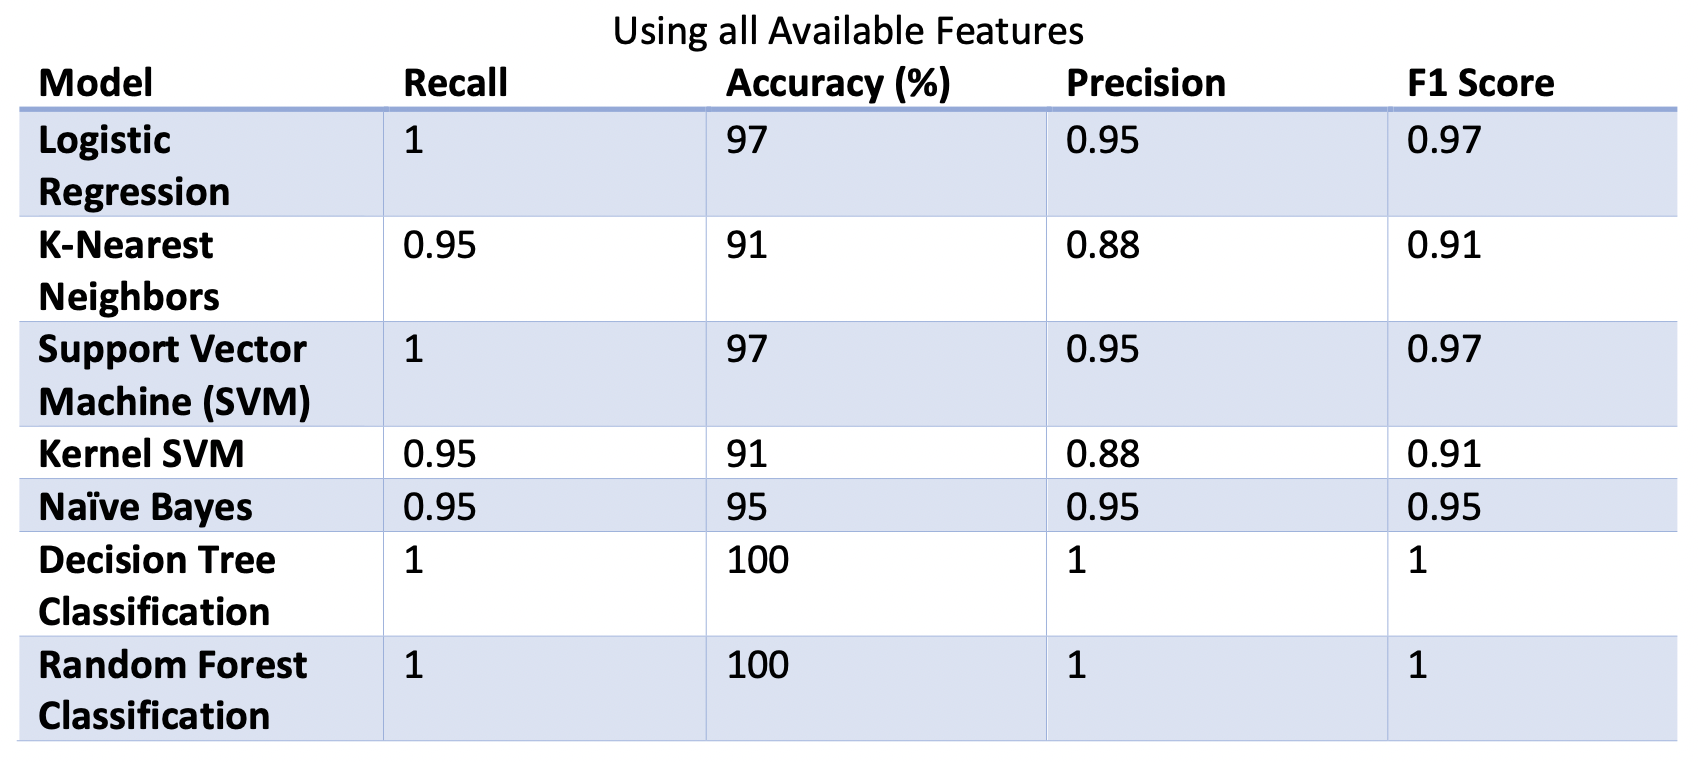 Using all Available Features
Model Recall Accuracy (%) Precision F1 Score
Logistic 1 97 0.95 0.97
Regression
K-Nearest 0.95 91 0.88 0.91
Neighbors
Support Vector 1 97 0.95 0.97
Machine (SVM)
Kernel SVM 0.95 91 0.88 0.91
Naïve Bayes 0.95 95 0.95 0.95
Decision Tree 1 100 1 1
Classification
Random Forest 1 100 1 1
Classification